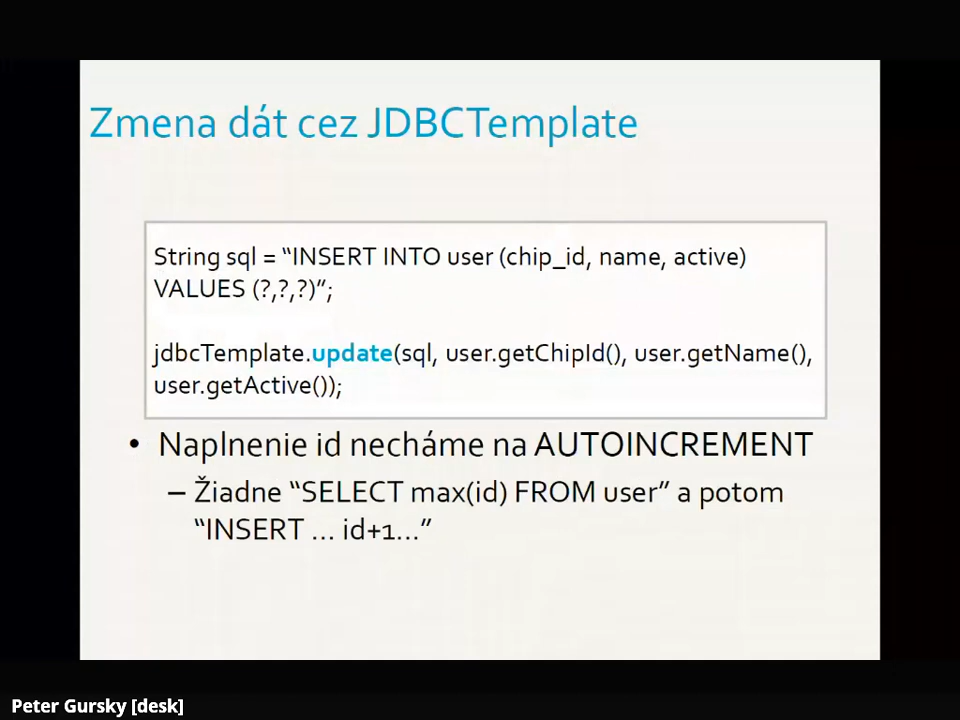 Zmena dát cez JDBCTemplate
String sql = “INSERT INTO user (chip_id, name, active)
VALUES (?,?,?)”;
jdbcTemplate.update(sql, user.getChipId(), user.getName(),
user.getActive());
• Naplnenie id necháme na AUTOINCREMENT
– Žiadne “SELECT max(id) FROM user” a potom
“INSERT ... id+1...”
Peter Gursky [desk]